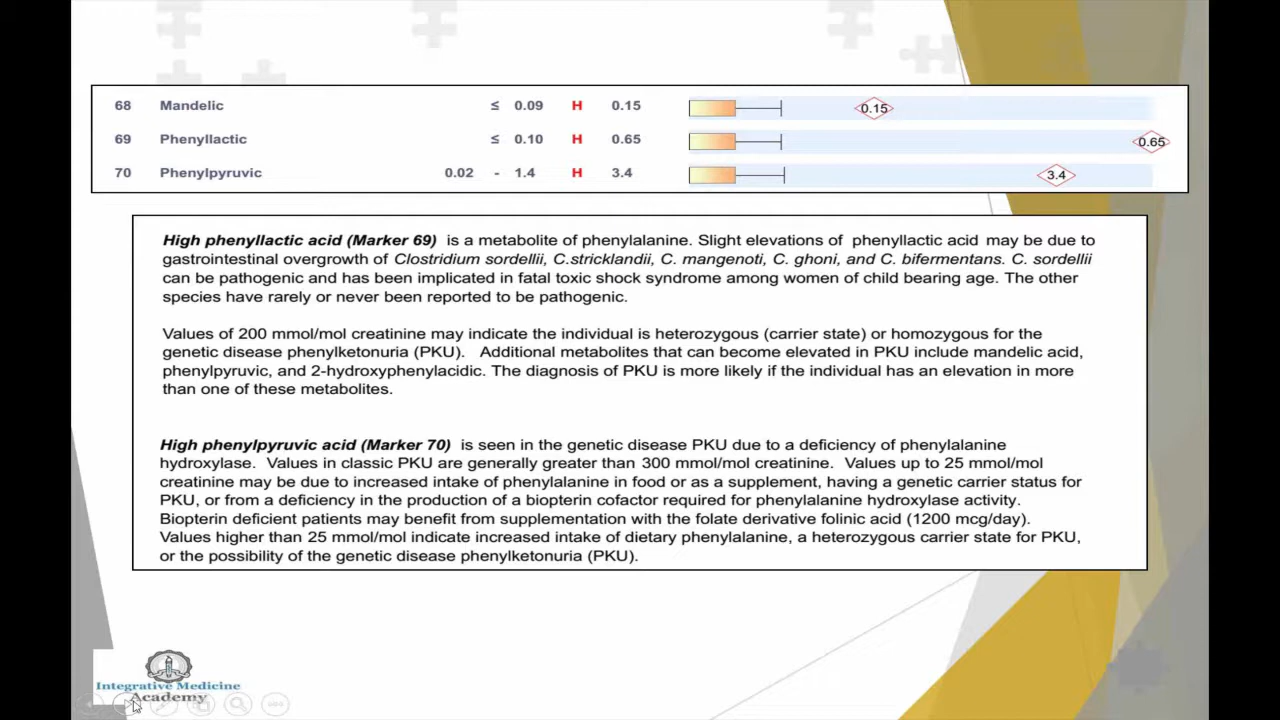 68 Mandelic ≤ 0.09 H 0.15 0.15
69 Phenyllactic ≤ 0.10 H 0.65 0.65
70 Phenylpyruvic 0.02 - 1.4 H 3.4 3.4
High phenyllactic acid (Marker 69) is a metabolite of phenylalanine. Slight elevations of phenyllactic acid may be due to
gastrointestinal overgrowth of Clostridium sordellii, C.stricklandii, C. mangenoti, C. ghoni, and C. bifermentans. C. sordellii
can be pathogenic and has been implicated in fatal toxic shock syndrome among women of child bearing age. The other
species have rarely or never been reported to be pathogenic.
Values of 200 mmol/mol creatinine may indicate the individual is heterozygous (carrier state) or homozygous for the
genetic disease phenylketonuria (PKU). Additional metabolites that can become elevated in PKU include mandelic acid,
phenylpyruvic, and 2-hydroxyphenylacidic. The diagnosis of PKU is more likely if the individual has an elevation in more
than one of these metabolites.
High phenylpyruvic acid (Marker 70) is seen in the genetic disease PKU due to a deficiency of phenylalanine
hydroxylase. Values in classic PKU are generally greater than 300 mmol/mol creatinine. Values up to 25 mmol/mol
creatinine may be due to increased intake of phenylalanine in food or as a supplement, having a genetic carrier status for
PKU, or from a deficiency in the production of a biopterin cofactor required for phenylalanine hydroxylase activity.
Biopterin deficient patients may benefit from supplementation with the folate derivative folinic acid (1200 mcg/day).
Values higher than 25 mmol/mol indicate increased intake of dietary phenylalanine, a heterozygous carrier state for PKU,
or the possibility of the genetic disease phenylketonuria (PKU).
Integrative Medicine
Academy